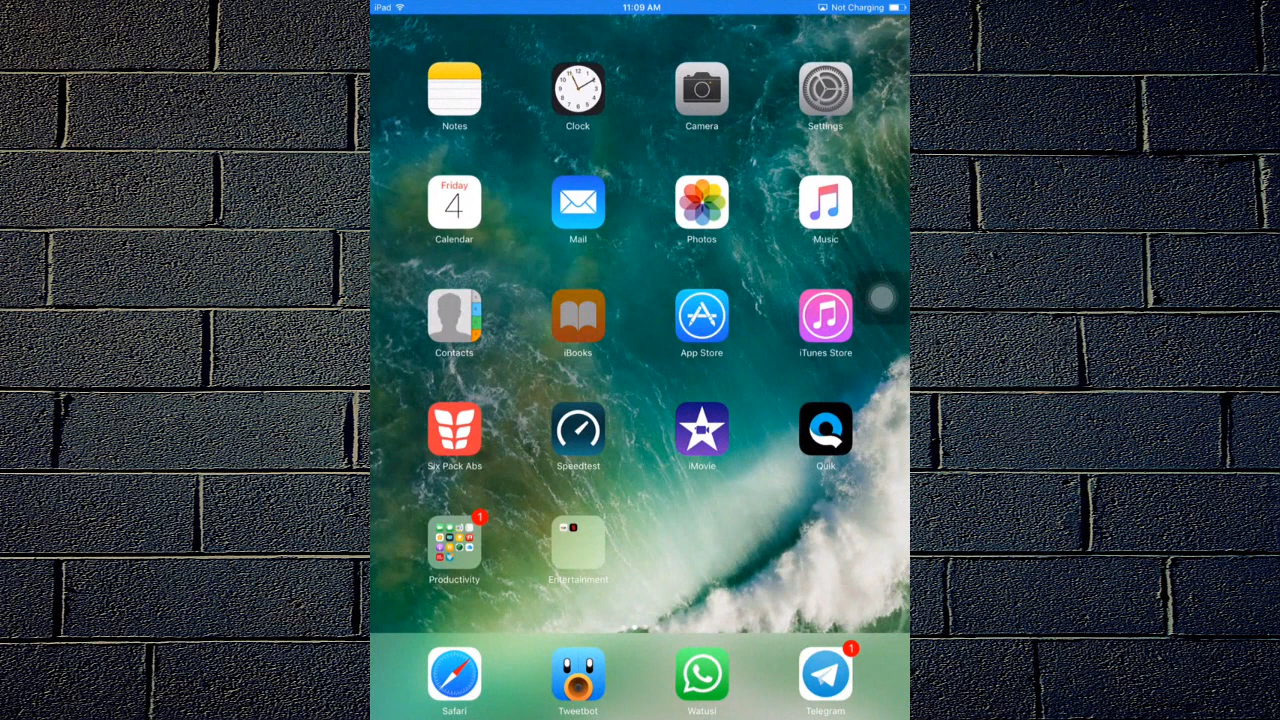 iPad 11:09 AM Not Charging
Notes Clock Camera Settings
Friday
4
Calendar Mail Photos Music
Contacts iBooks App Store iTunes Store
Six Pack Abs Speedtest iMovie Quik
1
Productivity Entertainment
1
Safari Tweetbot Watusi Telegram